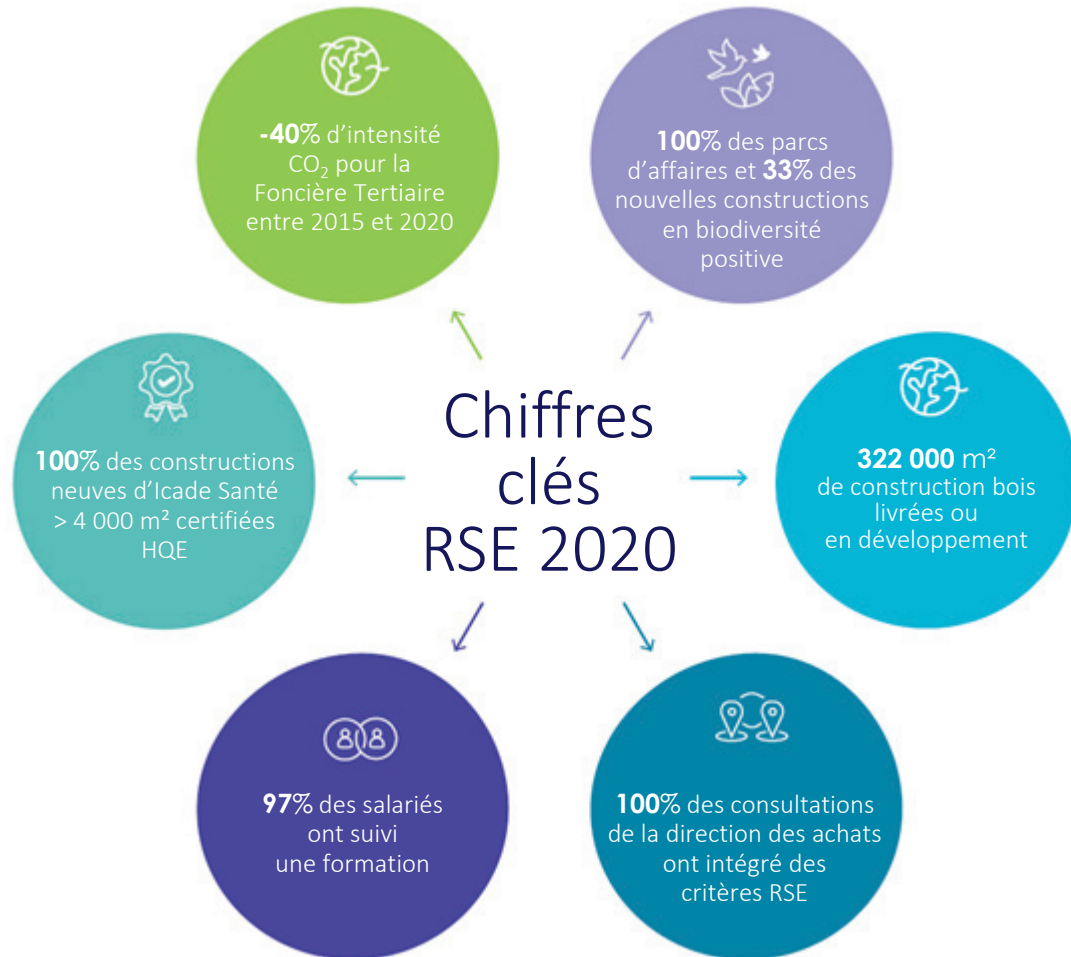 -40% d'intensité
CO₂ pour la
Foncière Tertiaire
entre 2015 et 2020
100% des parcs
d'affaires et 33% des
nouvelles constructions
en biodiversité
positive
100% des constructions
neuves d'Icade Santé
> 4 000 m² certifiées
HQE
Chiffres
clés
RSE 2020
322 000 m²
de construction bois
livrées ou
en développement
97% des salariés
ont suivi
une formation
100% des consultations
de la direction des achats
ont intégré des
critères RSE